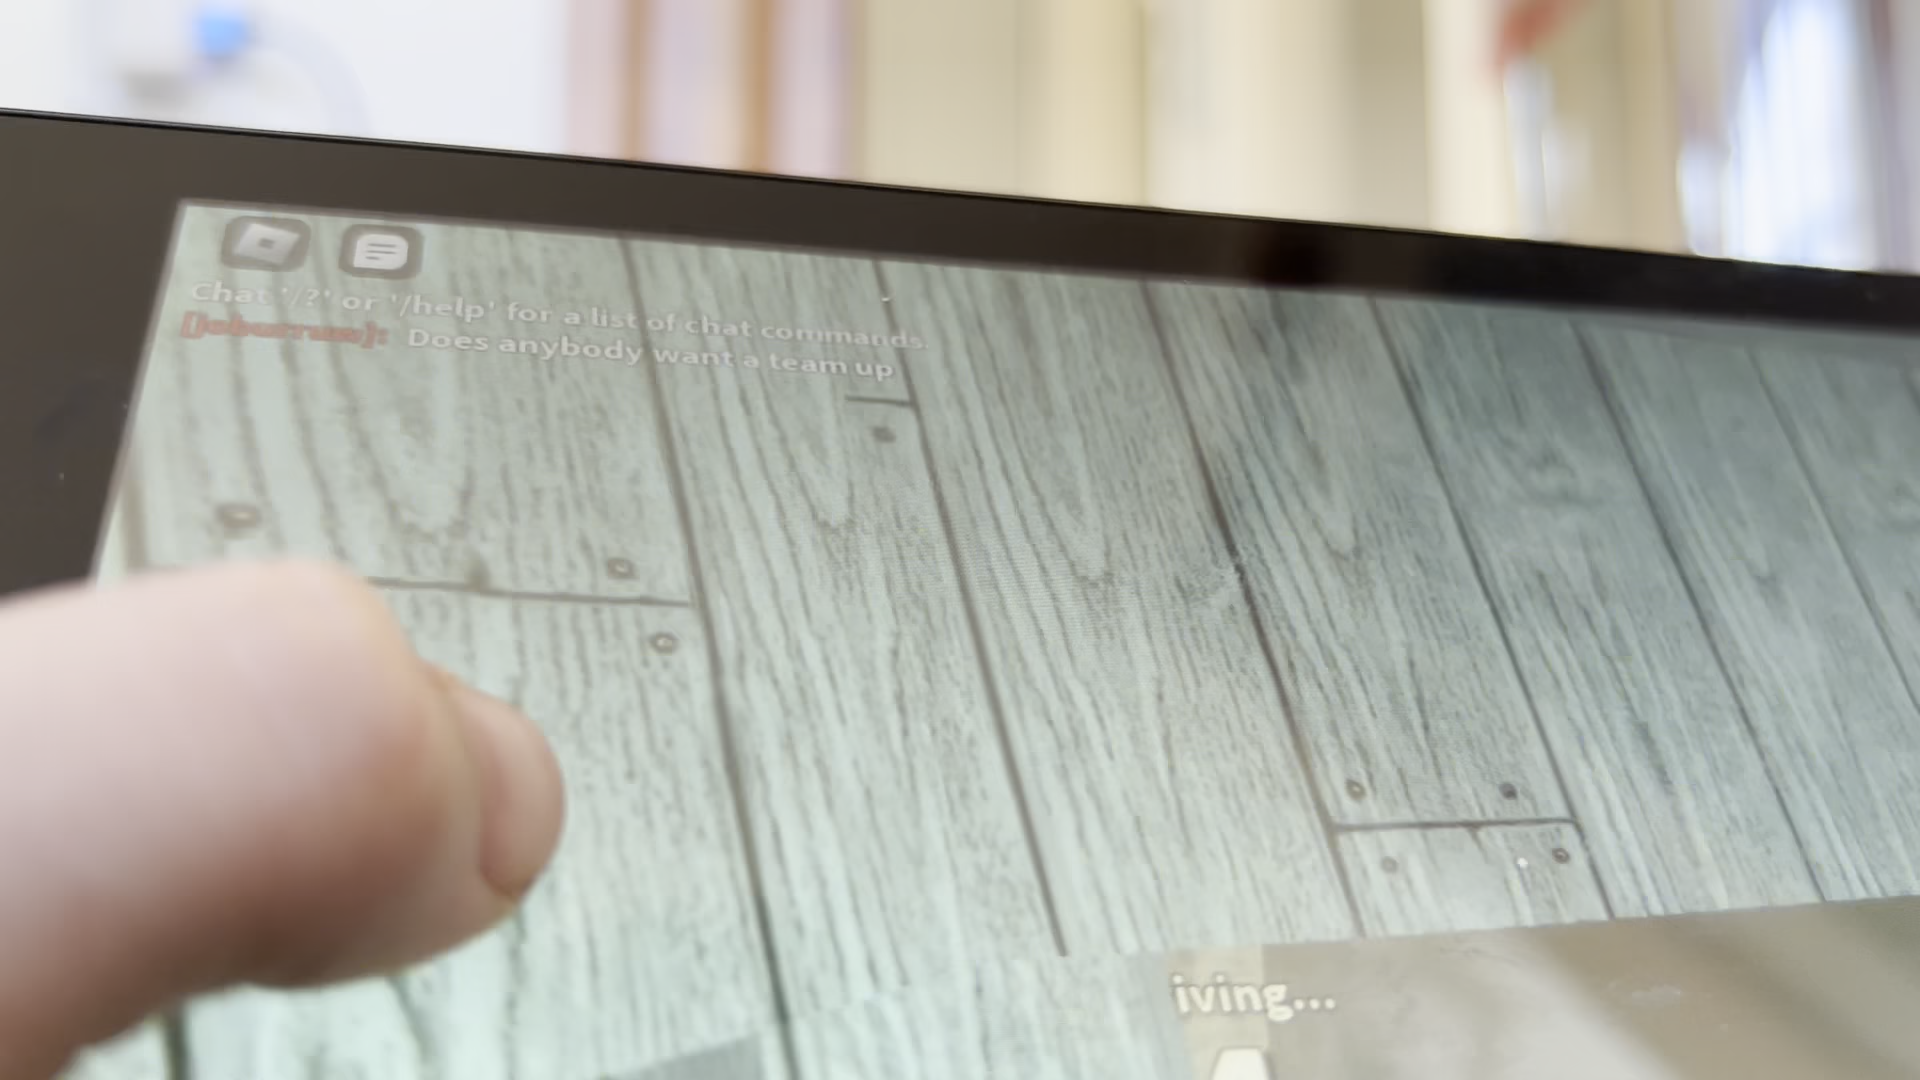 Chat '/?' or '/help' for a list of chat commands.
Does anybody want a team up
iving...